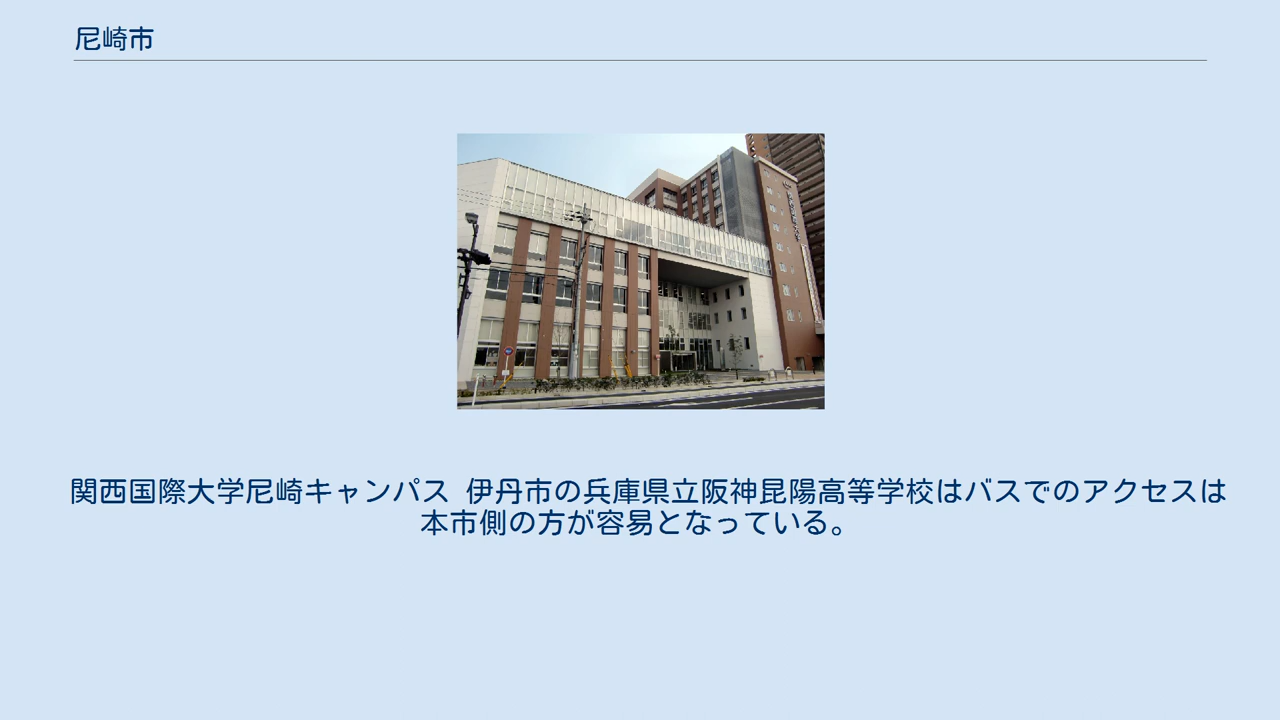 尼崎市
関西国際大学尼崎キャンパス 伊丹市の兵庫県立阪神昆陽高等学校はバスでのアクセスは
本市側の方が容易となっている。